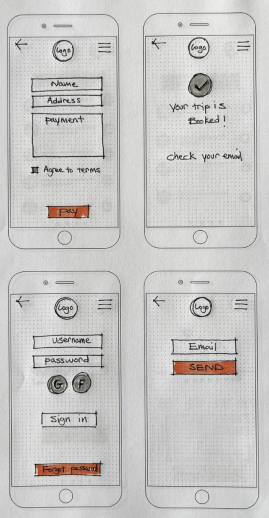 Logo
Name
Address
payment
Agree to terms
pay
Logo
Your trip is
Booked!
check your email
Logo
Username
password
G F
Sign in
Forgot password
Logo
Email
SEND